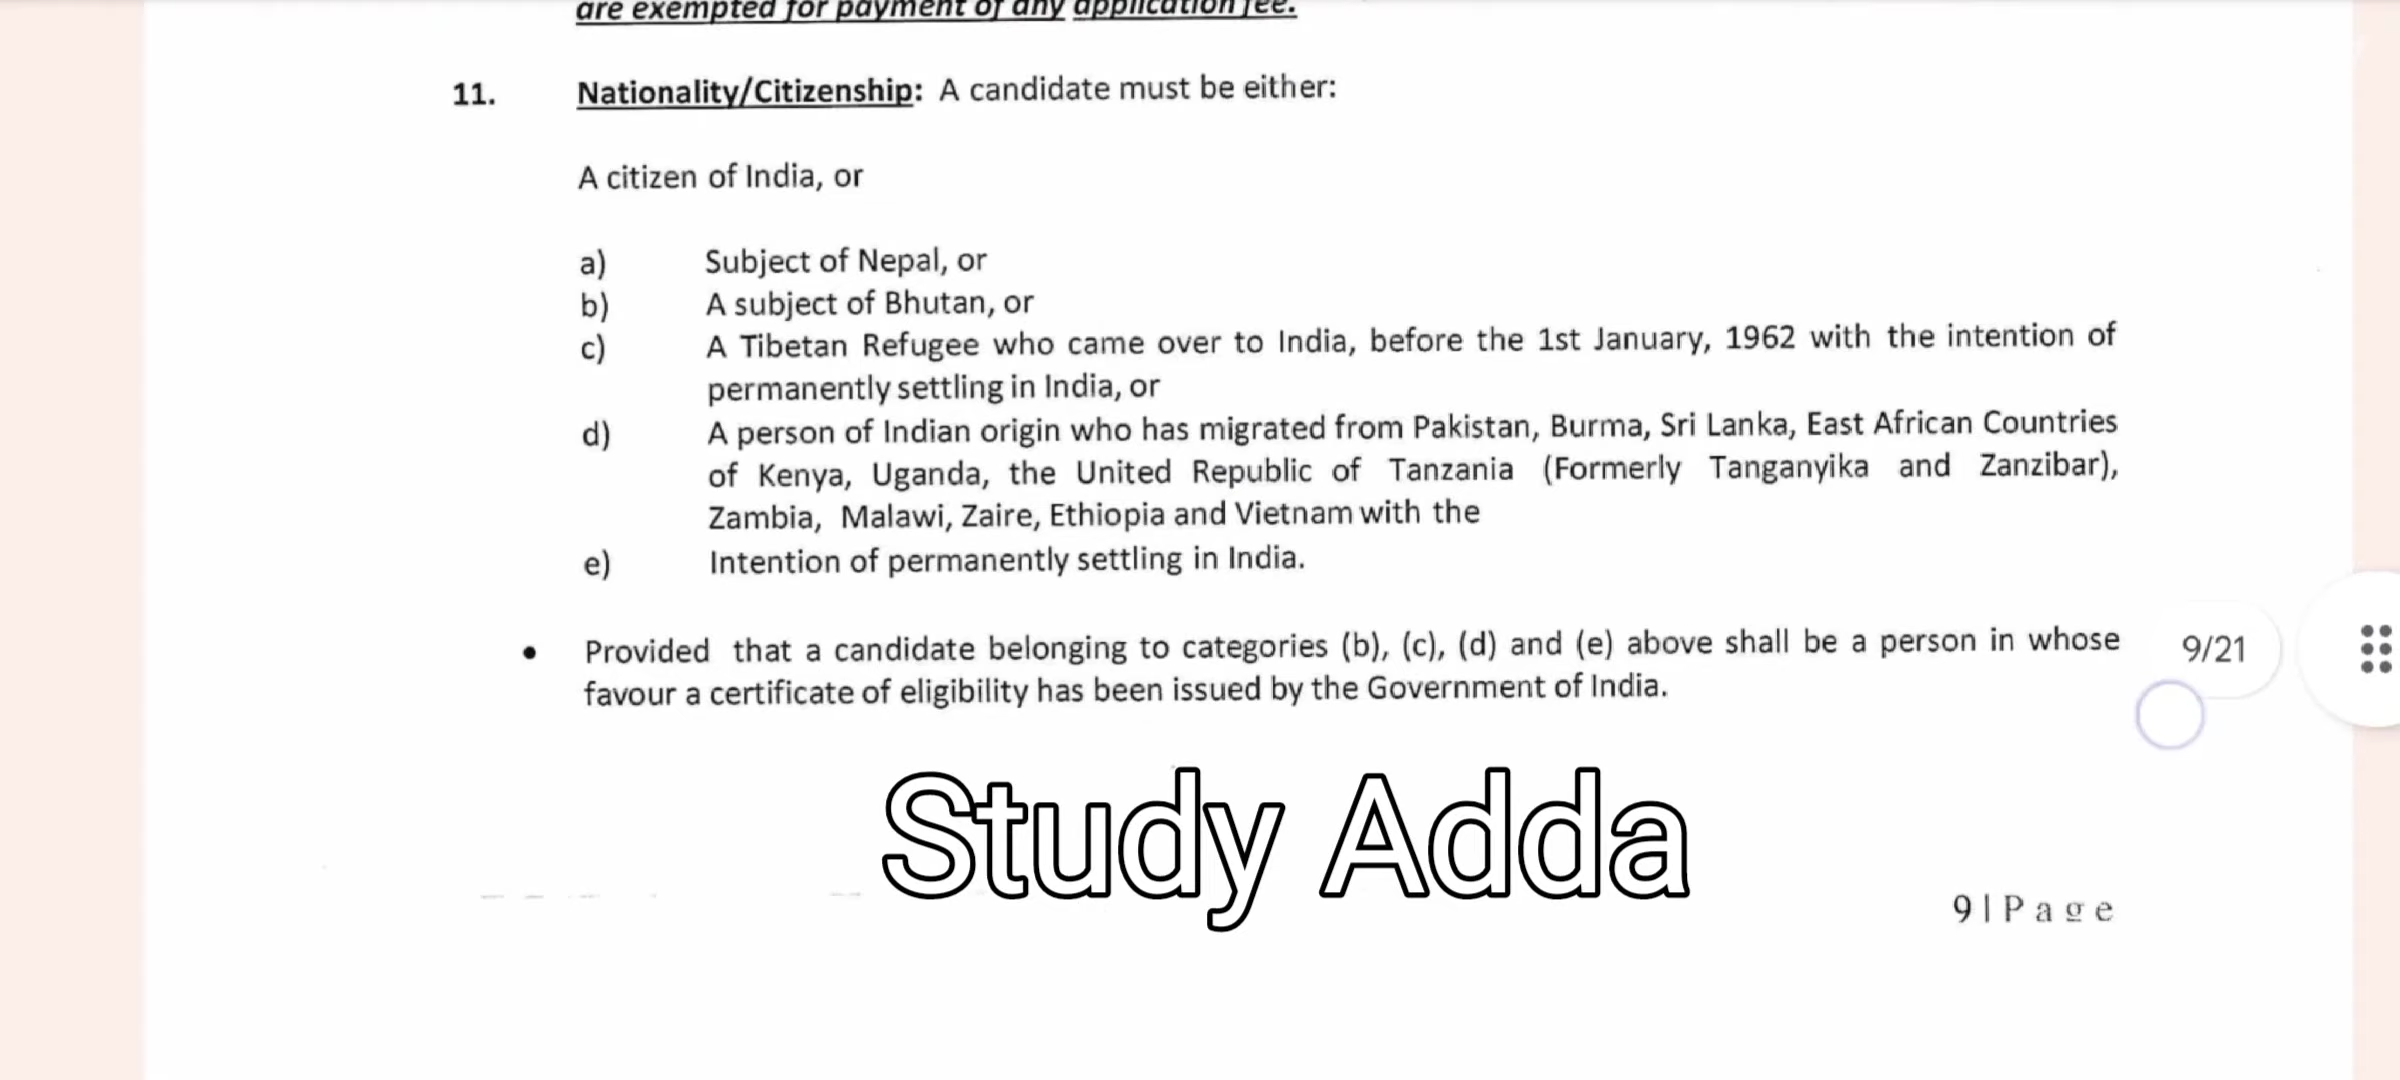 are exempted for payment of any application fee.
11. Nationality/Citizenship: A candidate must be either:
A citizen of India, or
a) Subject of Nepal, or
b) A subject of Bhutan, or
c) A Tibetan Refugee who came over to India, before the 1st January, 1962 with the intention of
permanently settling in India, or
d) A person of Indian origin who has migrated from Pakistan, Burma, Sri Lanka, East African Countries
of Kenya, Uganda, the United Republic of Tanzania (Formerly Tanganyika and Zanzibar),
Zambia, Malawi, Zaire, Ethiopia and Vietnam with the
e) Intention of permanently settling in India.
• Provided that a candidate belonging to categories (b), (c), (d) and (e) above shall be a person in whose
favour a certificate of eligibility has been issued by the Government of India.
9/21
Study Adda
9 | P a g e